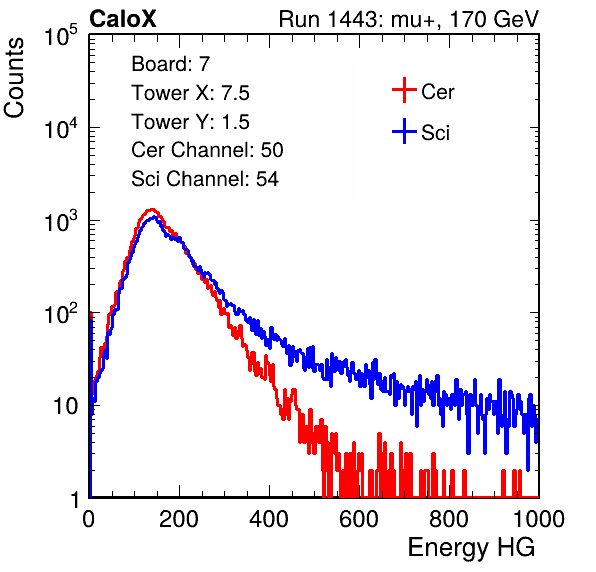 CaloX Run 1443: mu+, 170 GeV
Counts
Board: 7
Tower X: 7.5
Tower Y: 1.5
Cer Channel: 50
Sci Channel: 54
Cer
Sci
10^5
10^4
10^3
10^2
10
1
0 200 400 600 800 1000
Energy HG